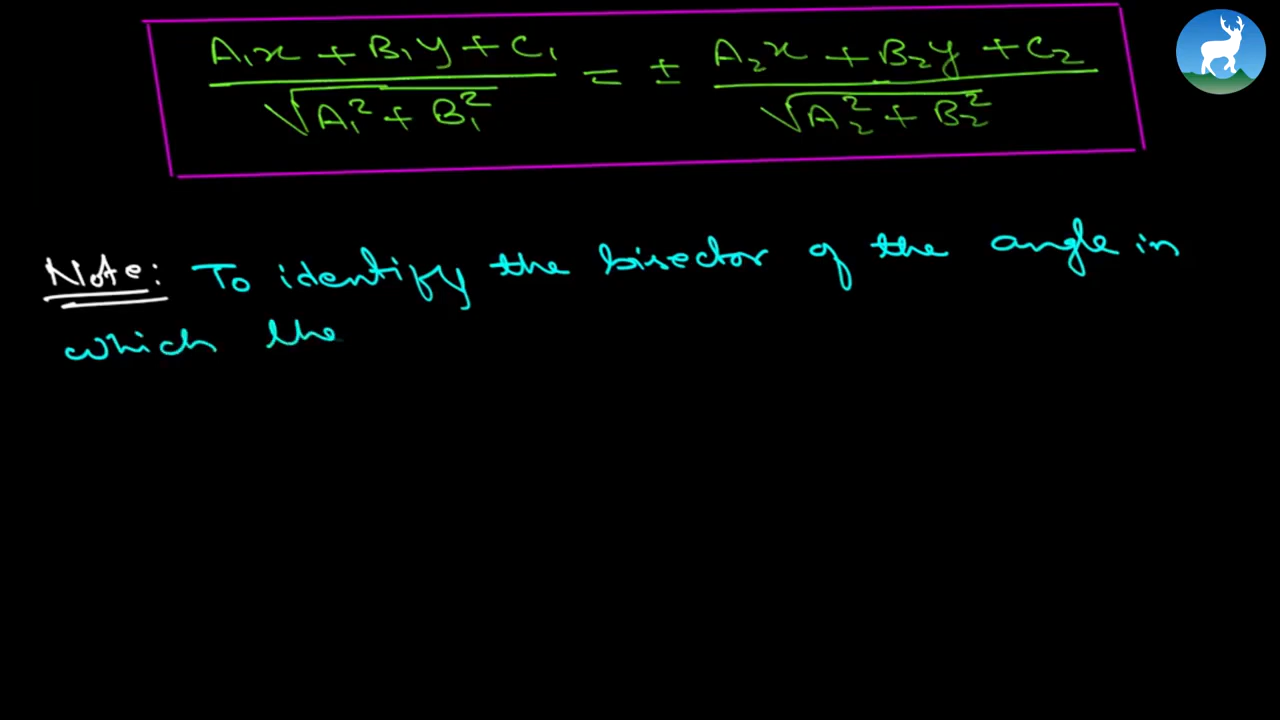 A₁x + B₁y + C₁ / √A₁² + B₁² = ± A₂x + B₂y + C₂ / √A₂² + B₂²
Note: To identify the bisector of the angle in
which the